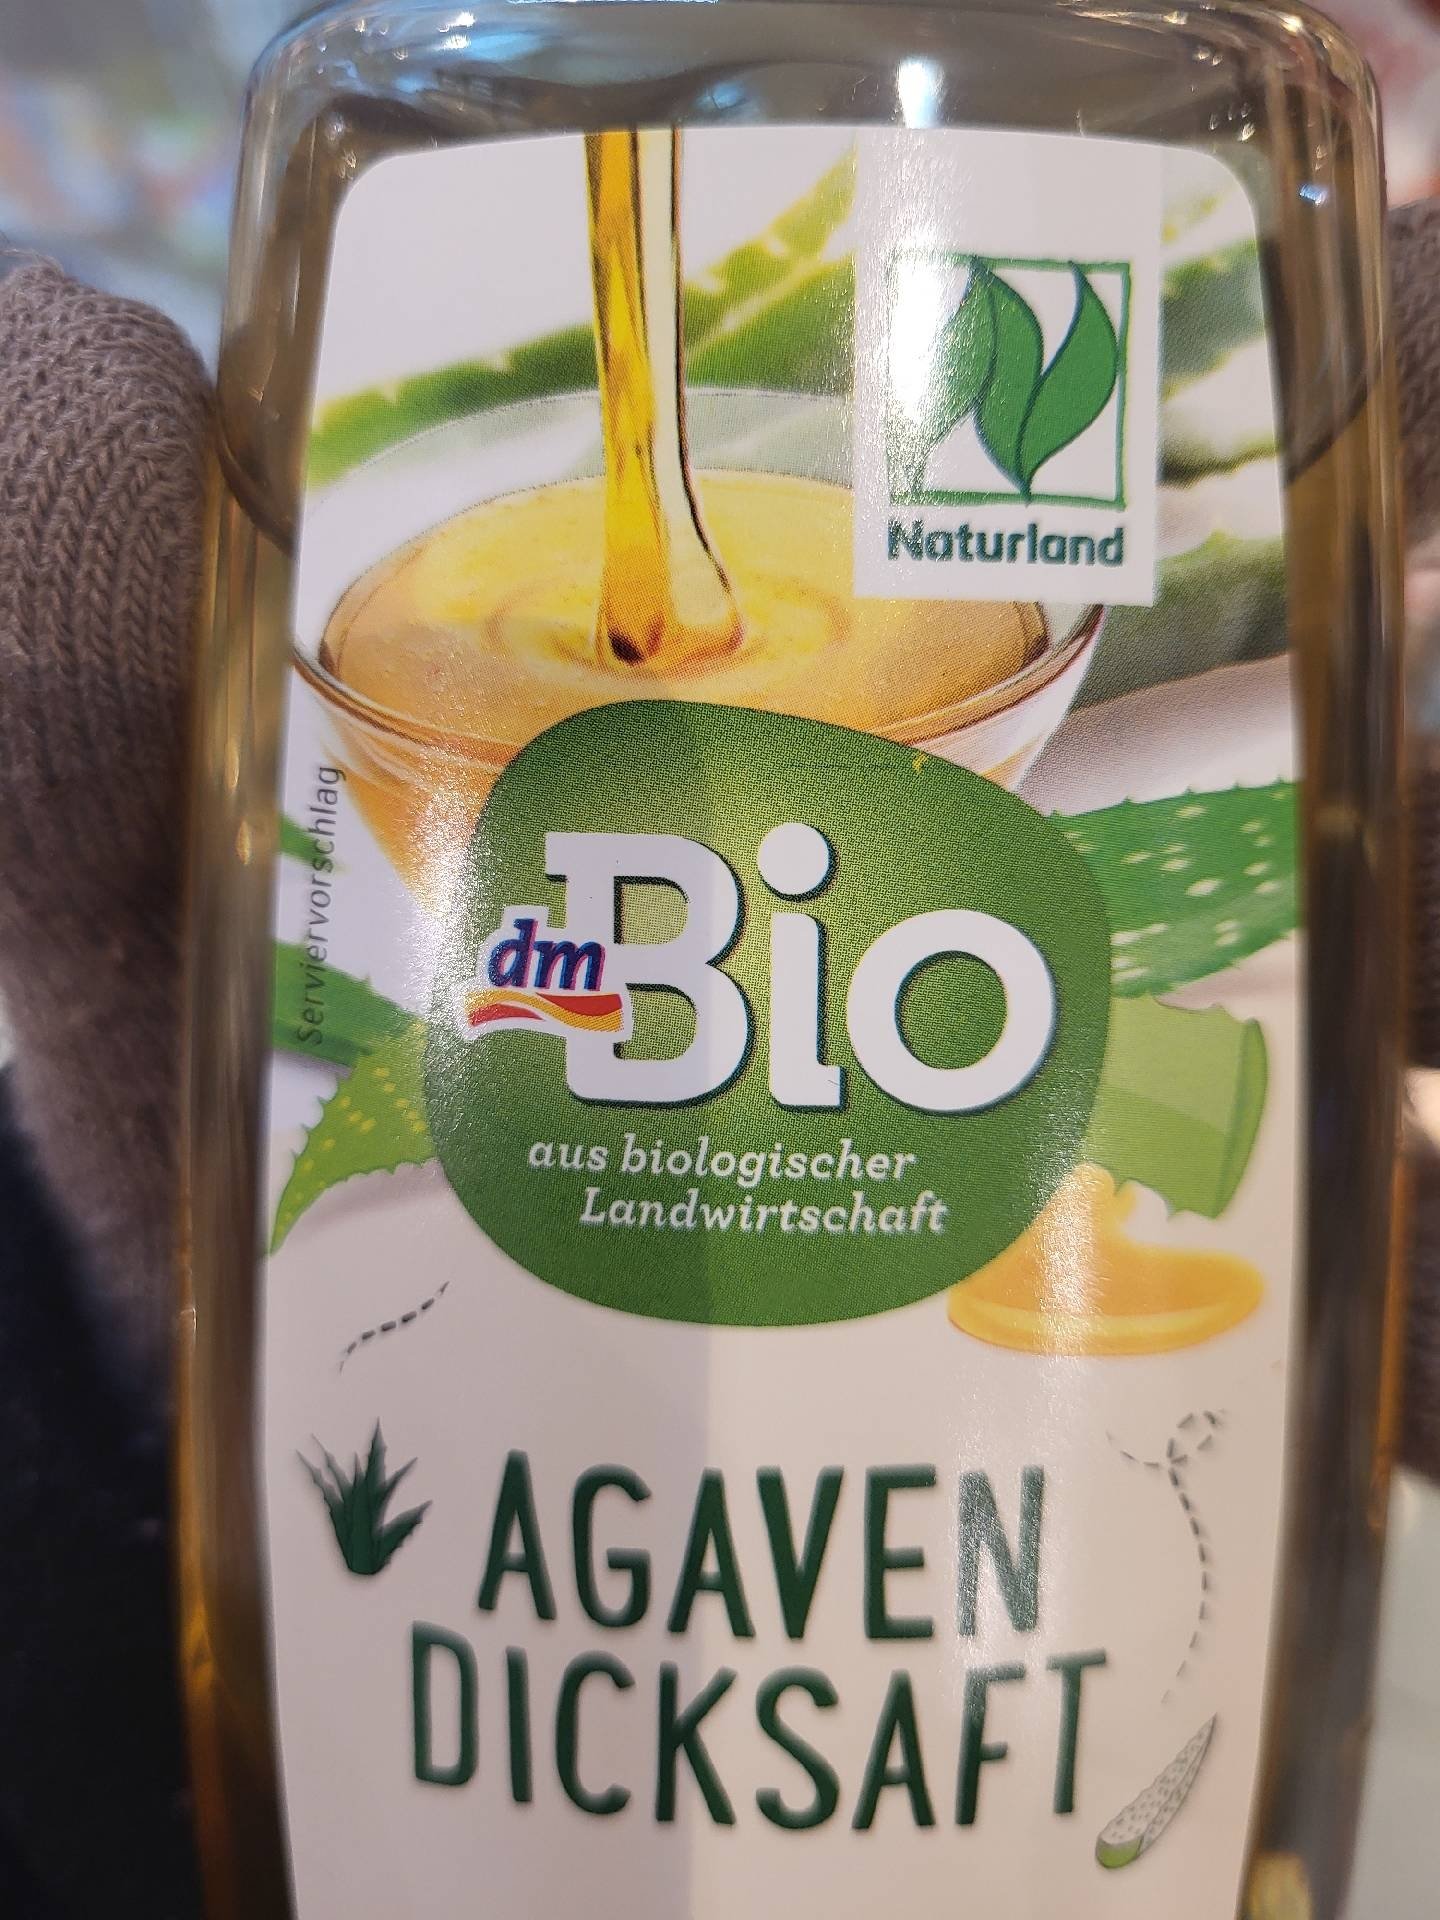 Naturland
Serviervorschlag
dm
Bio
aus biologischer
Landwirtschaft
AGAVEN
DICKSAFT